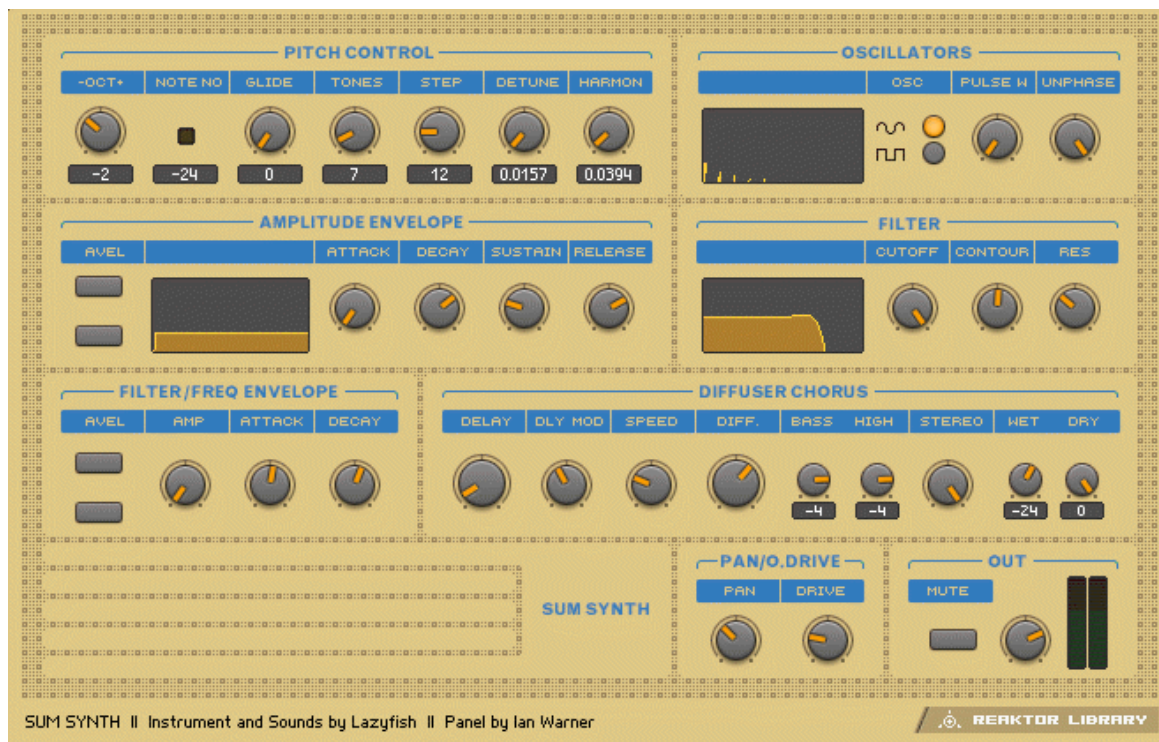 PITCH CONTROL
-OCT+ NOTE NO GLIDE TONES STEP DETUNE HARMON
-2 -24 0 7 12 0.0157 0.0394
OSCILLATORS
OSC PULSE W UNPHASE
AMPLITUDE ENVELOPE
AVEL ATTACK DECAY SUSTAIN RELEASE
FILTER
CUTOFF CONTOUR RES
FILTER/FREQ ENVELOPE
AVEL AMP ATTACK DECAY
DIFFUSER CHORUS
DELAY DLY MOD SPEED DIFF. BASS HIGH STEREO WET DRY
-4 -4 -24 0
SUM SYNTH
PAN/O.DRIVE
PAN DRIVE
OUT
MUTE
SUM SYNTH II Instrument and Sounds by Lazyfish II Panel by Ian Warner
REAKTOR LIBRARY